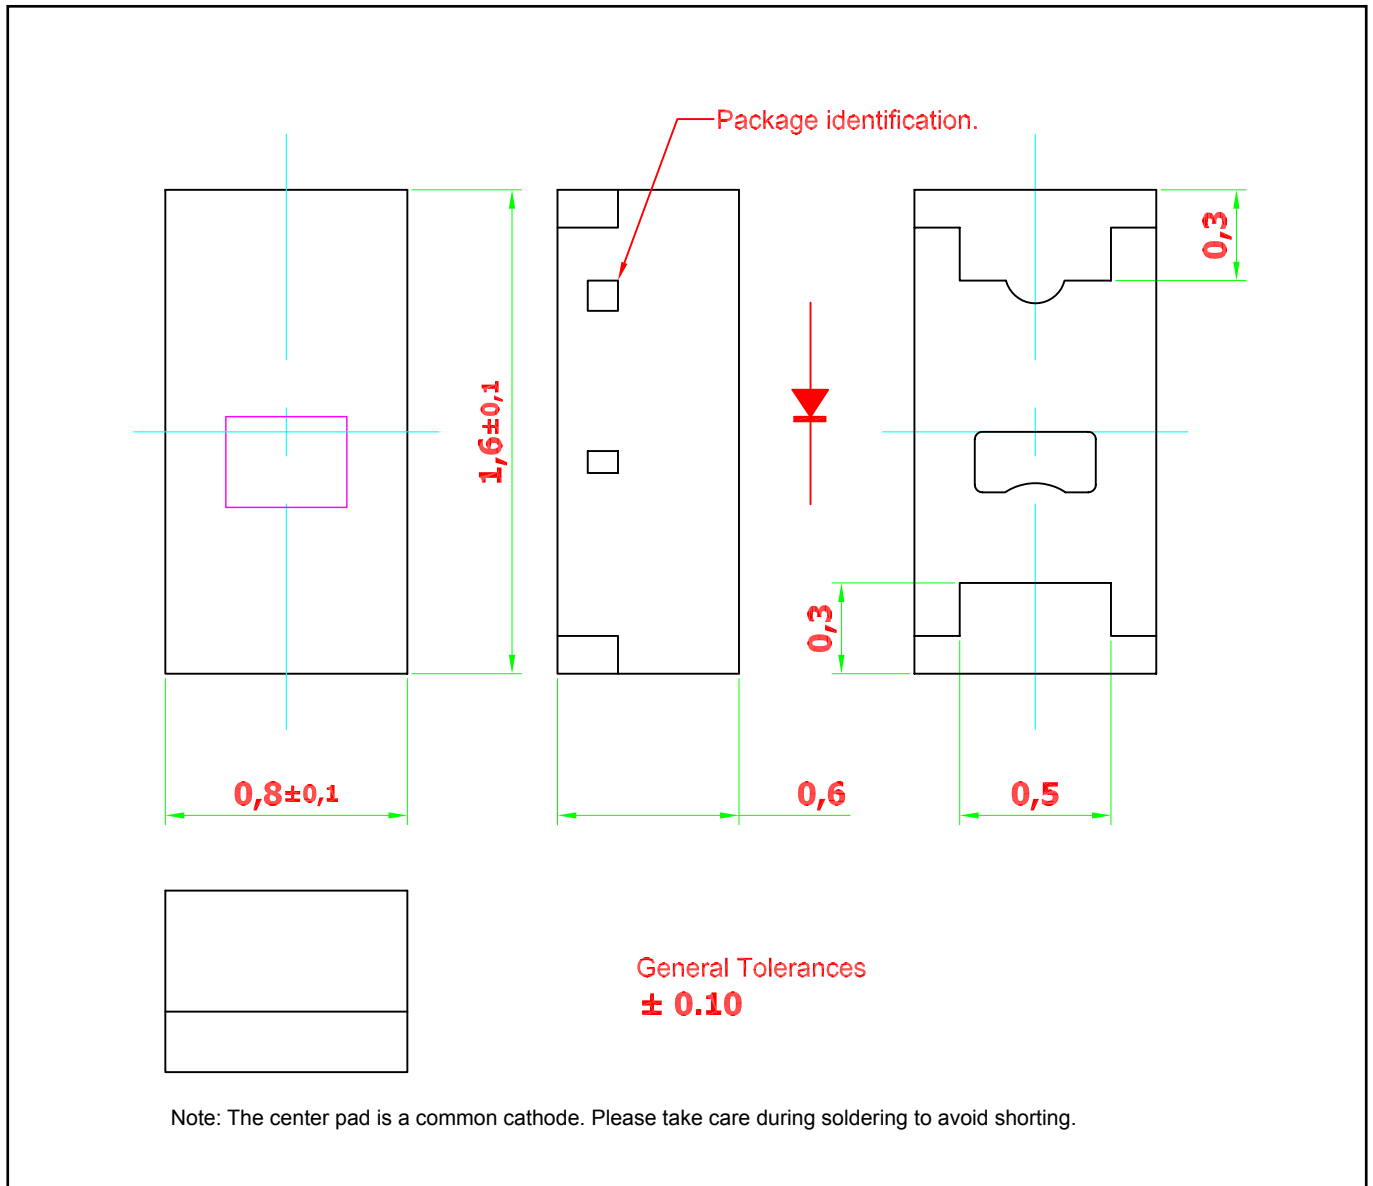 Package identification.
0,3
1,6±0,1
0,3
0,8±0,1
0,6
0,5
General Tolerances
± 0.10
Note: The center pad is a common cathode. Please take care during soldering to avoid shorting.